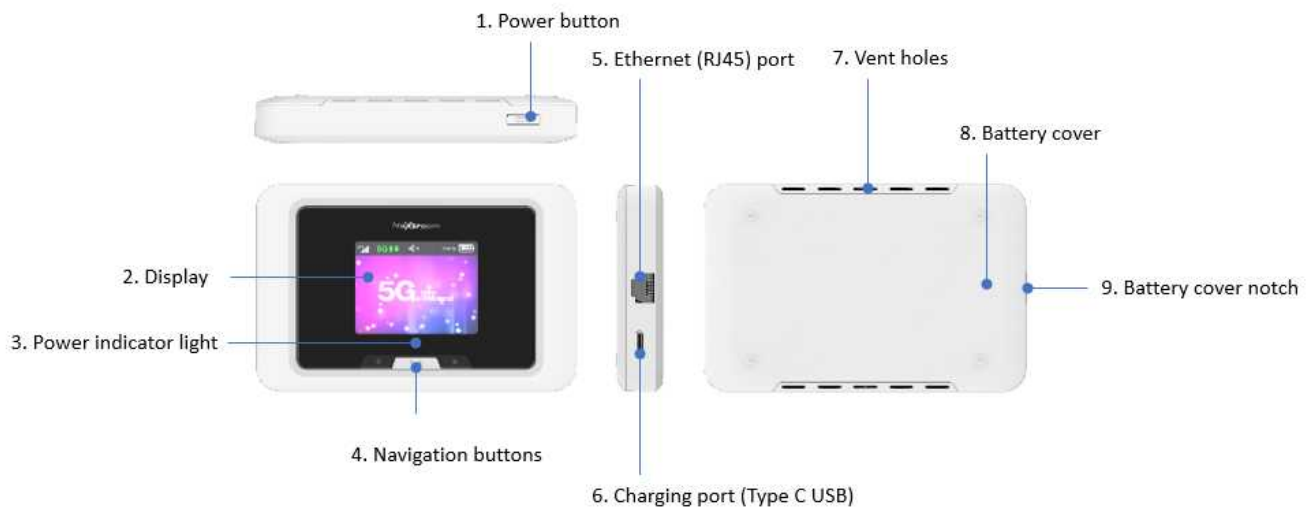 1. Power button
5. Ethernet (RJ45) port
7. Vent holes
8. Battery cover
2. Display
5G
9. Battery cover notch
3. Power indicator light
4. Navigation buttons
6. Charging port (Type C USB)